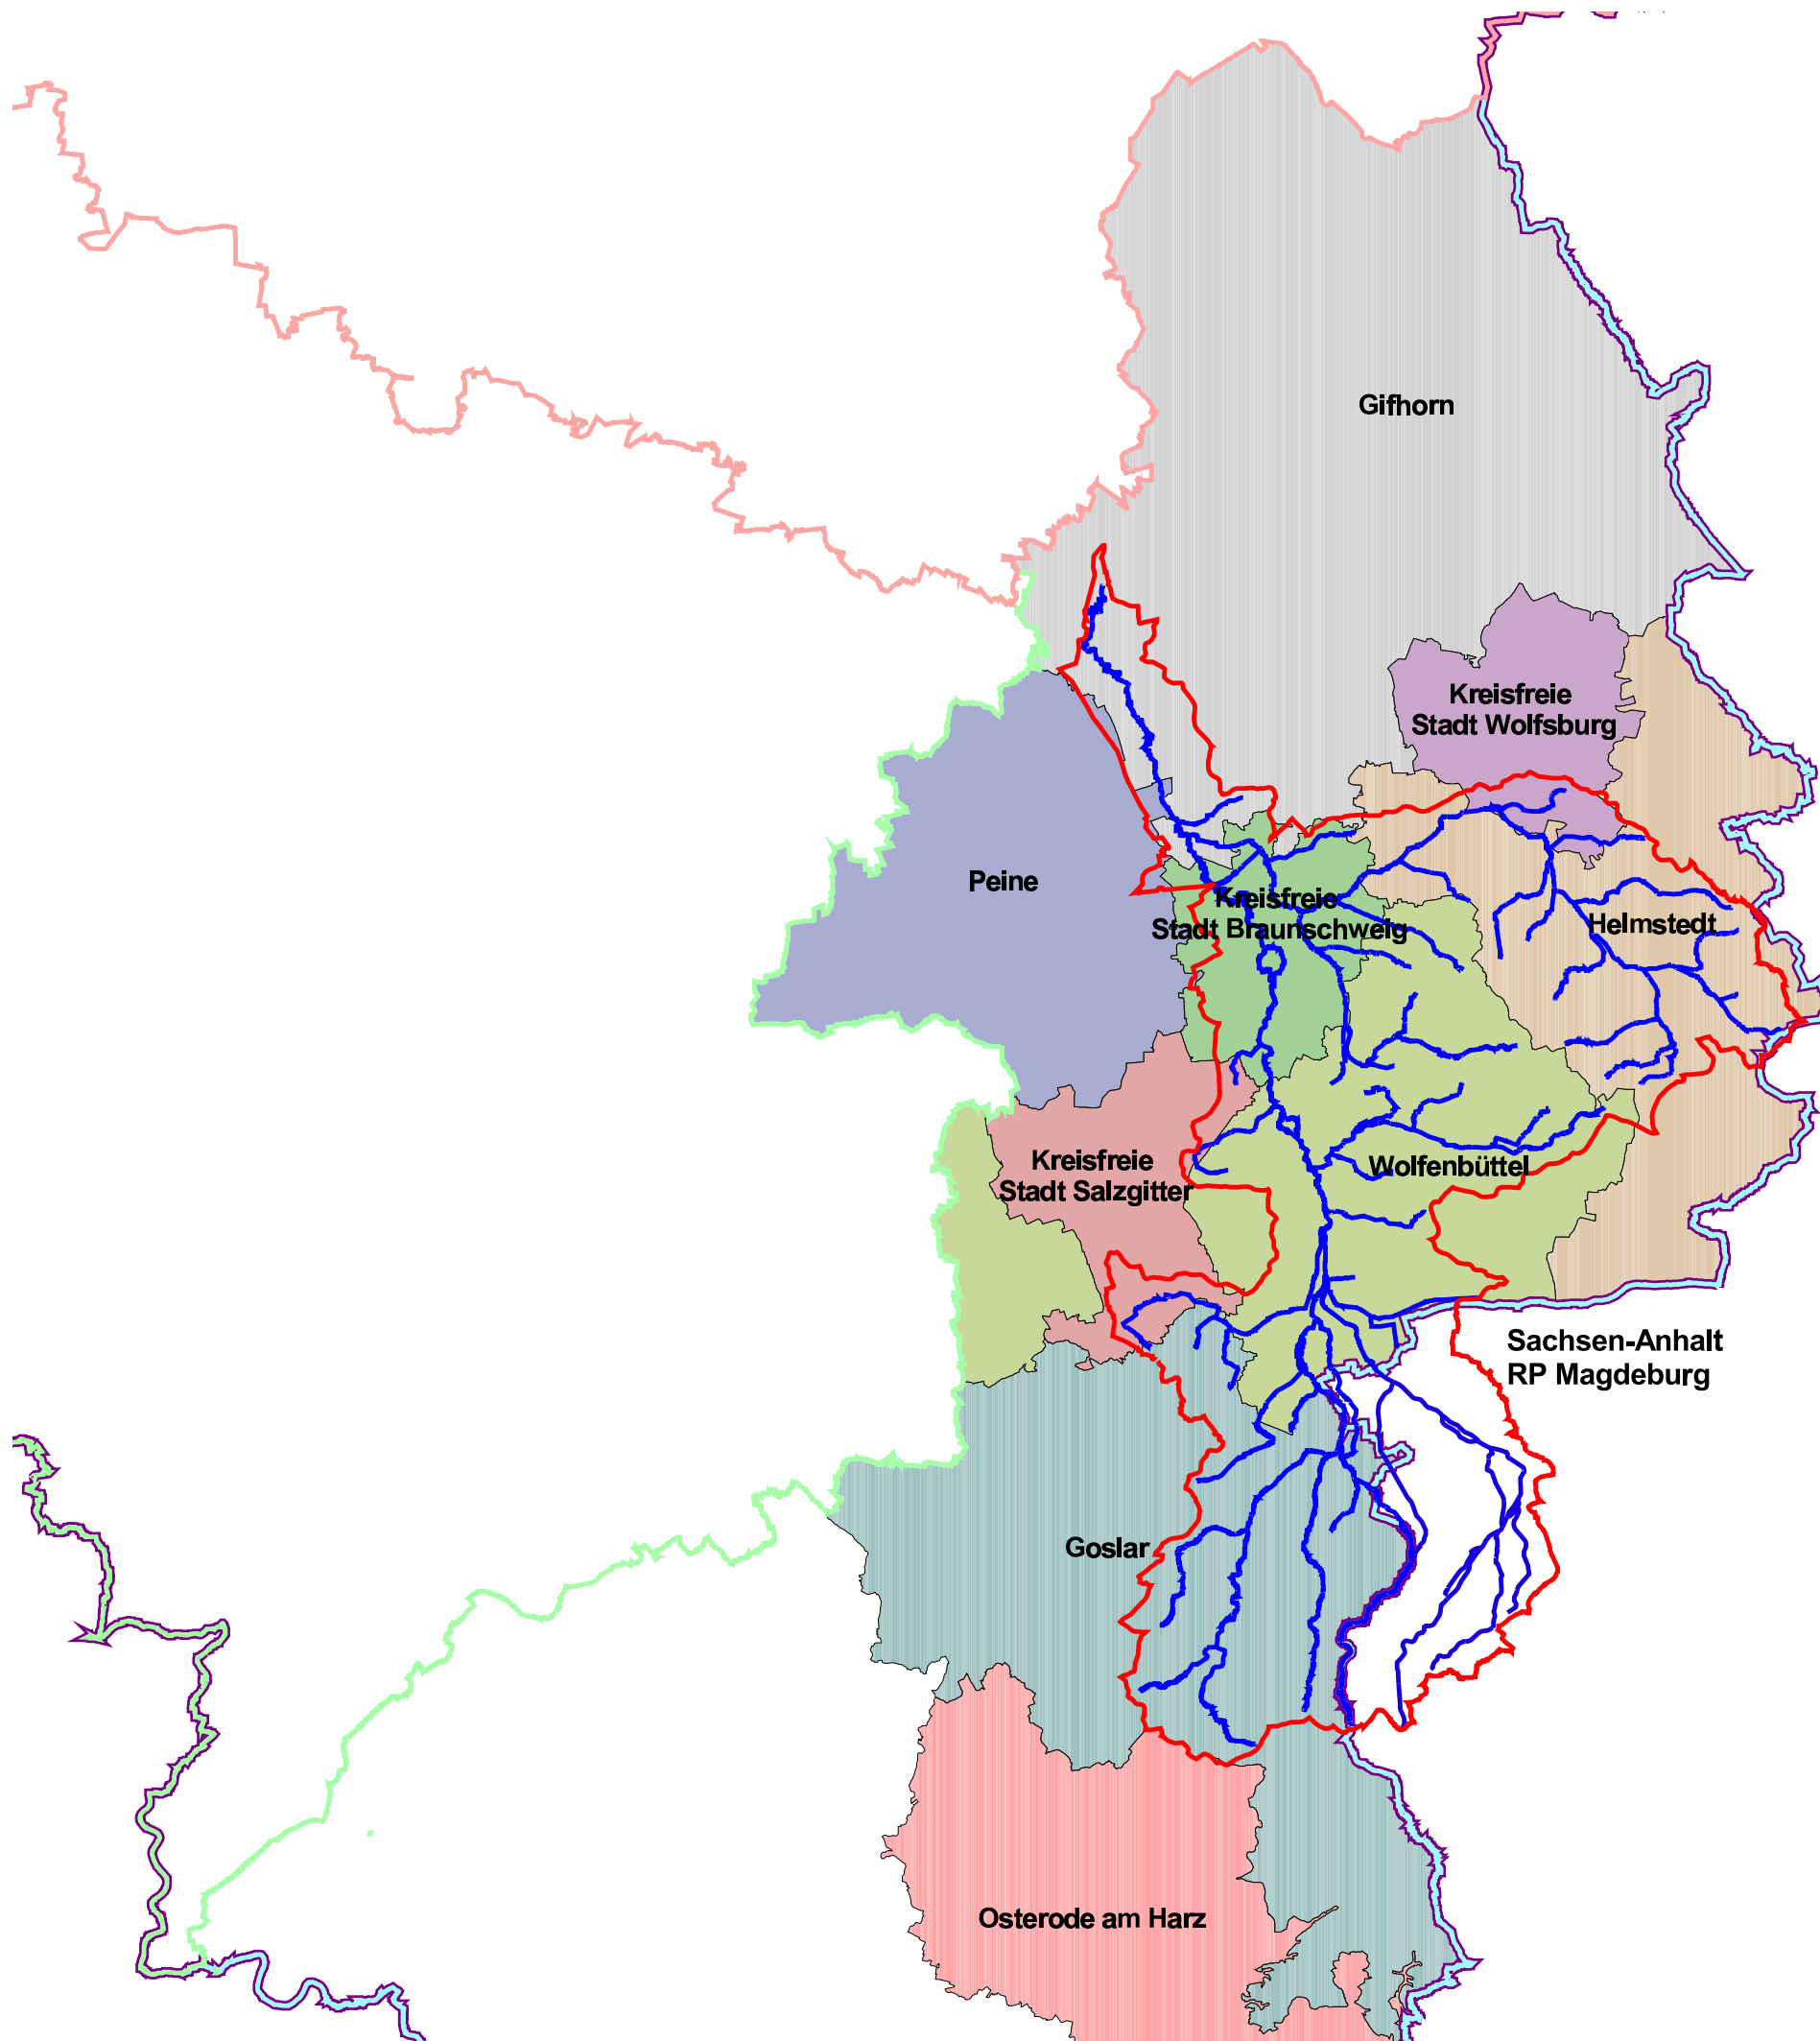 Gifhorn
Kreisfreie
Stadt Wolfsburg
Peine
Kreisfreie
Stadt Braunschweig
Helmstedt
Kreisfreie
Stadt Salzgitter
Wolfenbüttel
Sachsen-Anhalt
RP Magdeburg
Goslar
Osterode am Harz